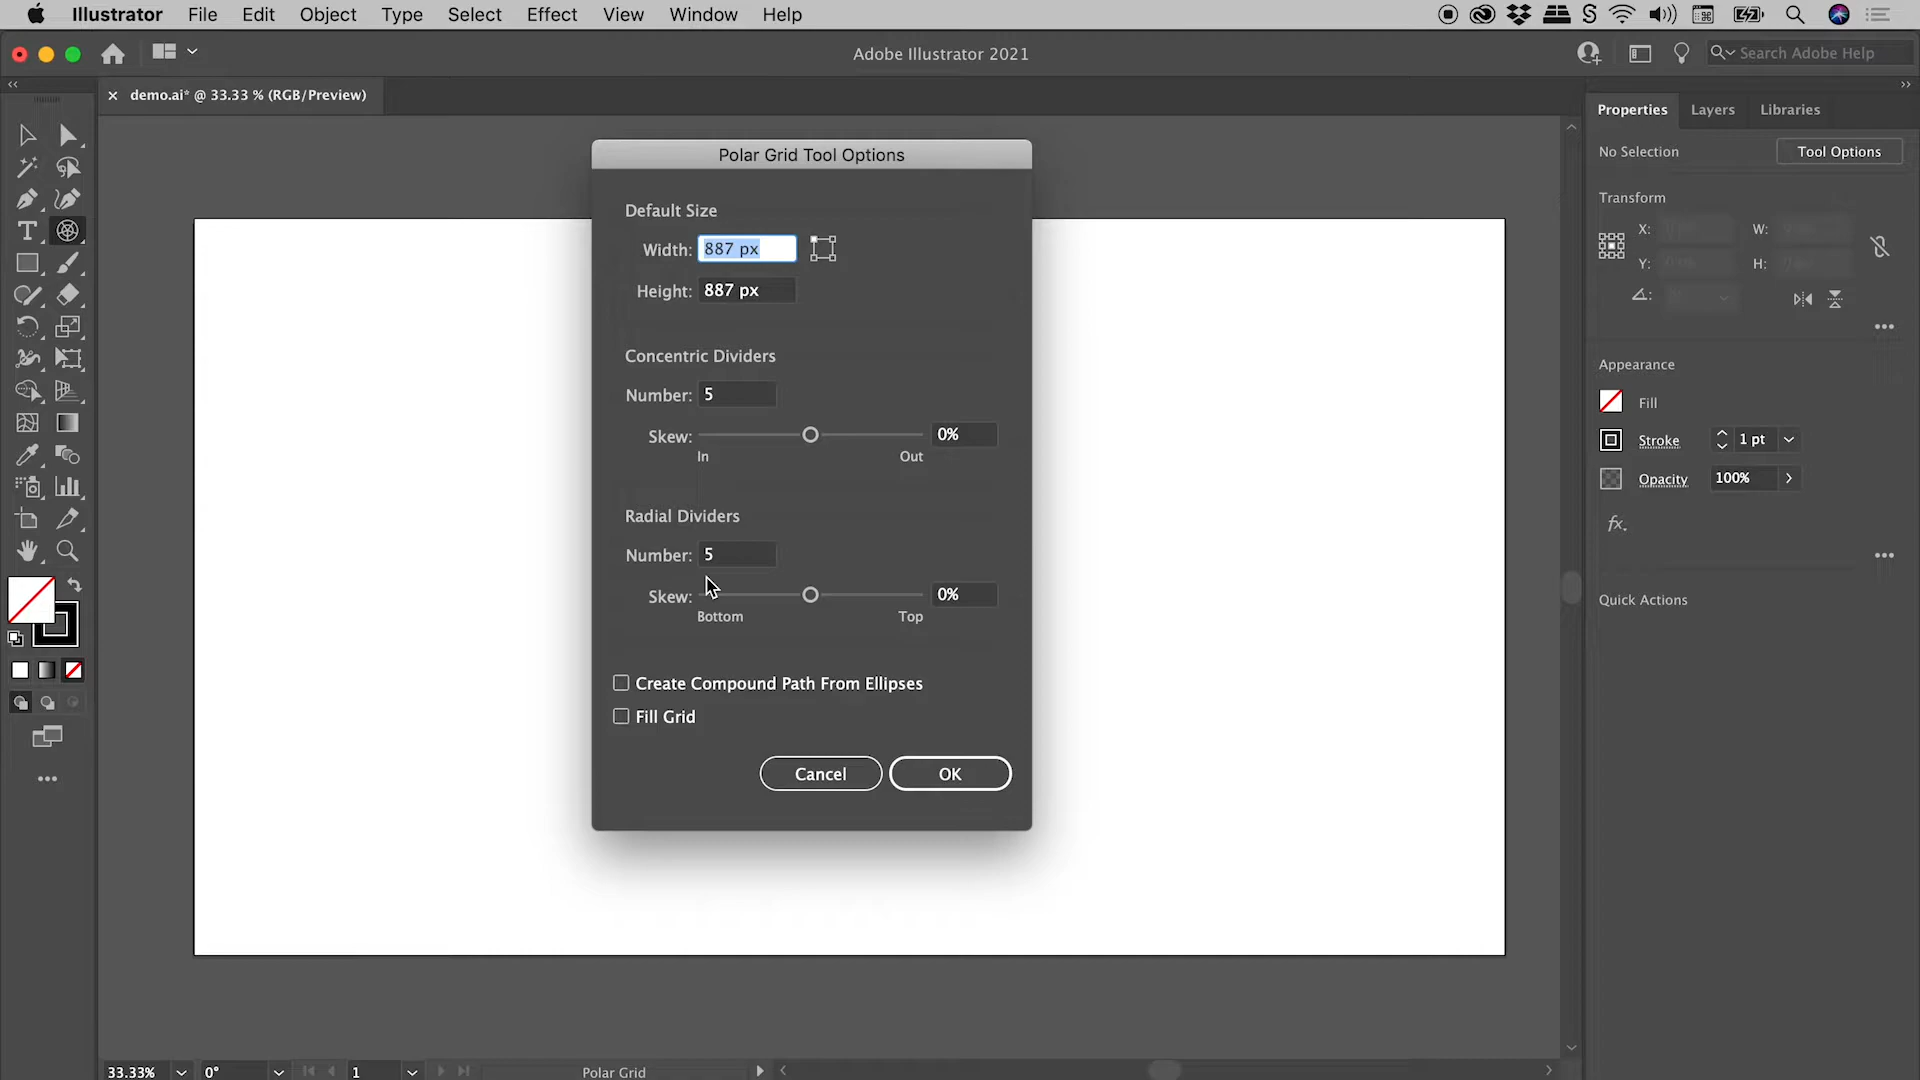 Illustrator File Edit Object Type Select Effect View Window Help
Adobe Illustrator 2021
Search Adobe Help
demo.ai* @ 33.33 % (RGB/Preview)
Properties Layers Libraries
No Selection
Tool Options
Transform
X: W:
Y: H:
Appearance
Fill
Stroke 1 pt
Opacity 100%
fx.
Quick Actions
Polar Grid Tool Options
Default Size
Width: 887 px
Height: 887 px
Concentric Dividers
Number: 5
Skew: 0%
In Out
Radial Dividers
Number: 5
Skew: 0%
Bottom Top
Create Compound Path From Ellipses
Fill Grid
Cancel OK
33.33% 0° 1 Polar Grid